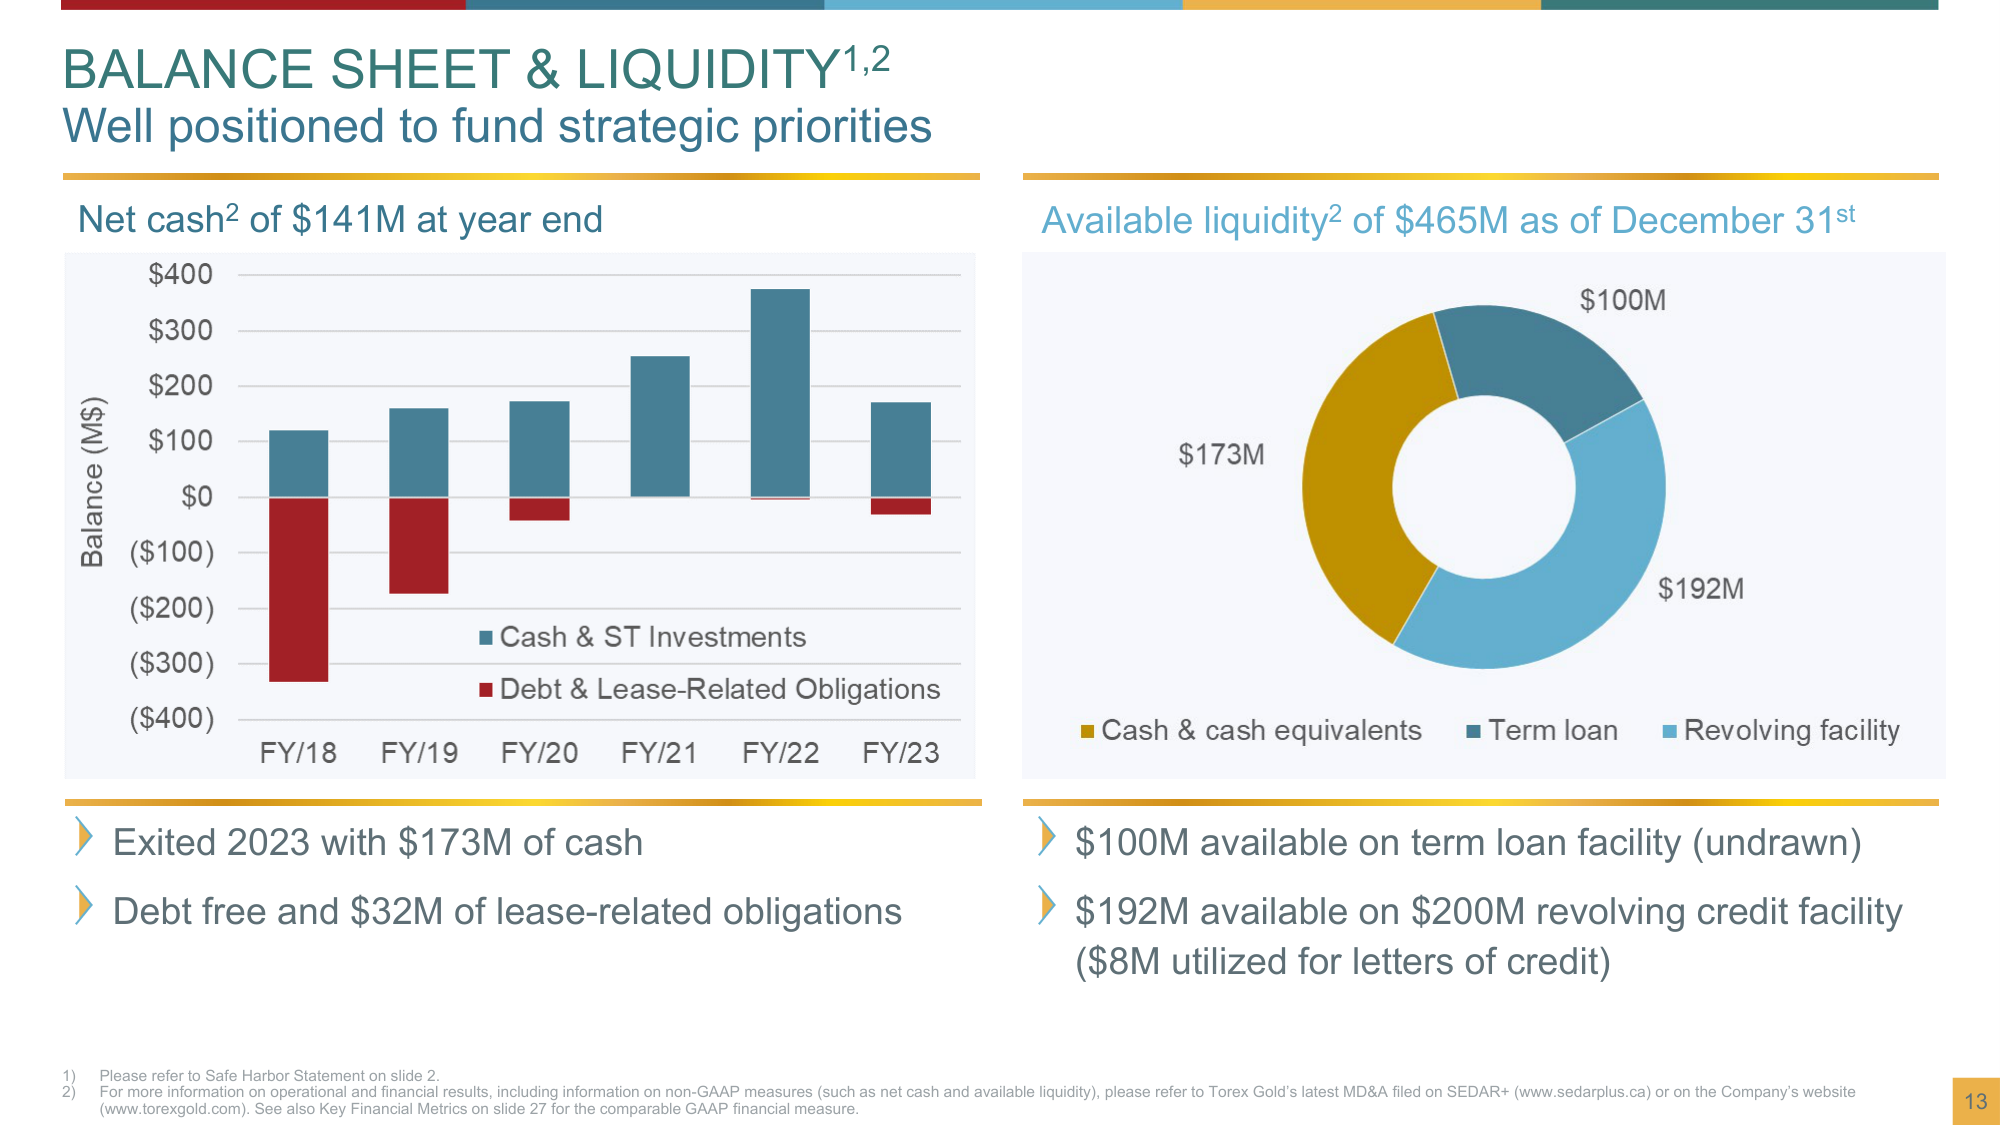 BALANCE SHEET & LIQUIDITY1,2
Well positioned to fund strategic priorities
Net cash2 of $141M at year end
$400
$300
$200
$100
$0
($100)
($200)
($300)
($400)
Balance (M$)
Cash & ST Investments
Debt & Lease-Related Obligations
FY/18 FY/19 FY/20 FY/21 FY/22 FY/23
Exited 2023 with $173M of cash
Debt free and $32M of lease-related obligations
Available liquidity2 of $465M as of December 31st
$100M
$173M
$192M
Cash & cash equivalents Term loan Revolving facility
$100M available on term loan facility (undrawn)
$192M available on $200M revolving credit facility
($8M utilized for letters of credit)
1) Please refer to Safe Harbor Statement on slide 2.
2) For more information on operational and financial results, including information on non-GAAP measures (such as net cash and available liquidity), please refer to Torex Gold's latest MD&A filed on SEDAR+ (www.sedarplus.ca) or on the Company's website
(www.torexgold.com). See also Key Financial Metrics on slide 27 for the comparable GAAP financial measure.
13